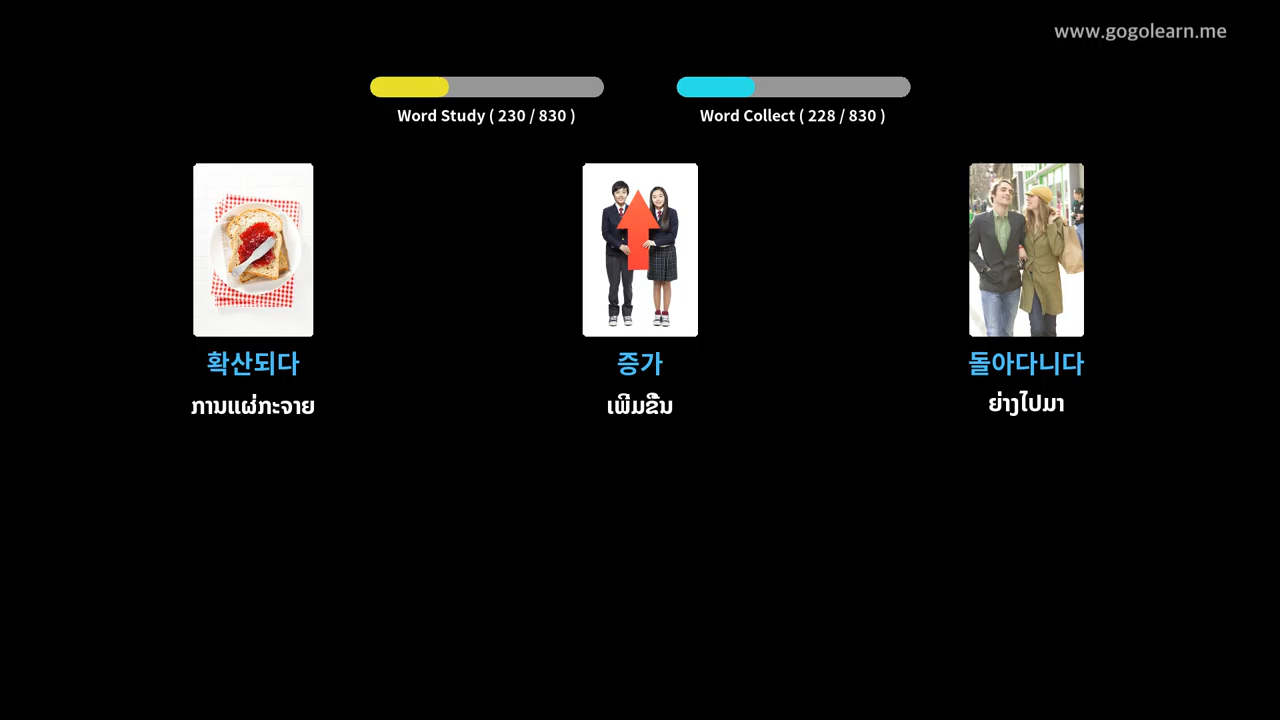 www.gogolearn.me
Word Study ( 230 / 830 )
Word Collect ( 228 / 830 )
확산되다
증가
돌아다니다
ການແຜ່ກະຈາຍ
ເພີ່ມຂຶ້ນ
ຍ່າງໄປມາ